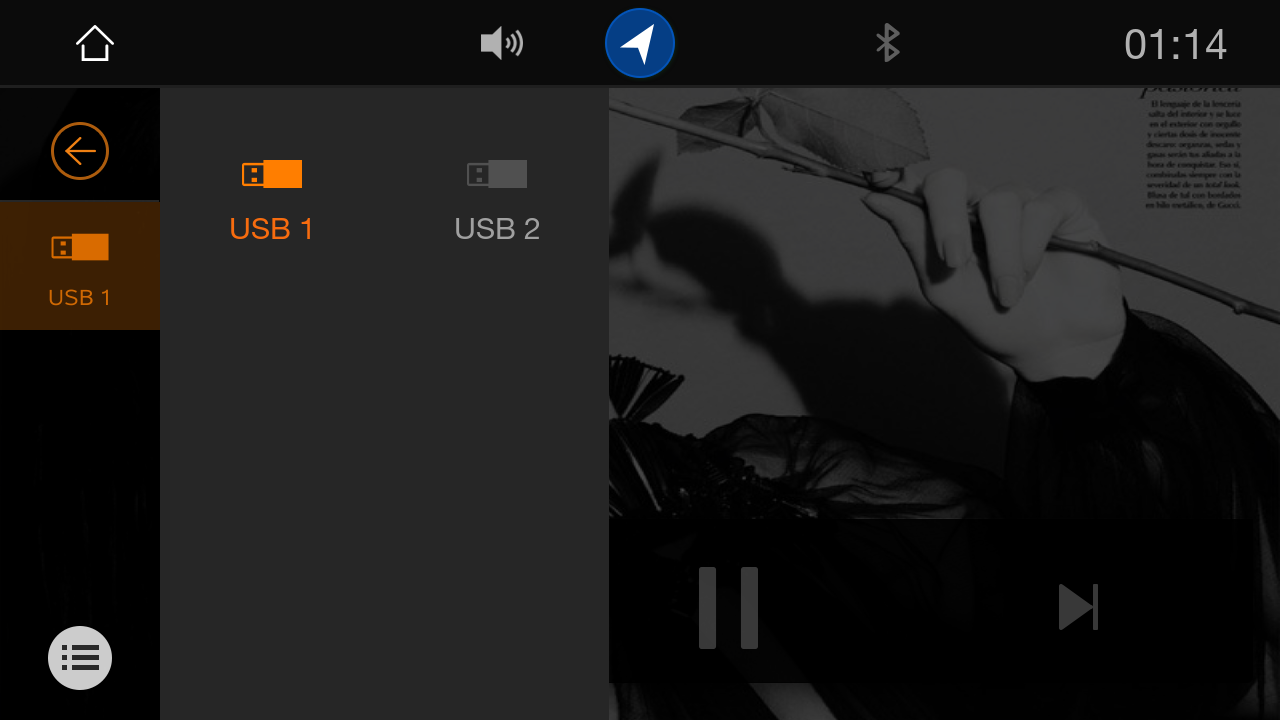 01:14
USB 1
USB 1
USB 2
pasional
El lenguaje de la lencería
salta del interior y se luce
en el exterior con orgullo
y ciertas dosis de inocente
descaro: organzas, sedas y
gasas serán tus aliadas a la
hora de conquistar. Eso sí,
combínalas siempre con la
severidad de un total look.
Blusa de tul con bordados
en hilo metálico, de Gucci.